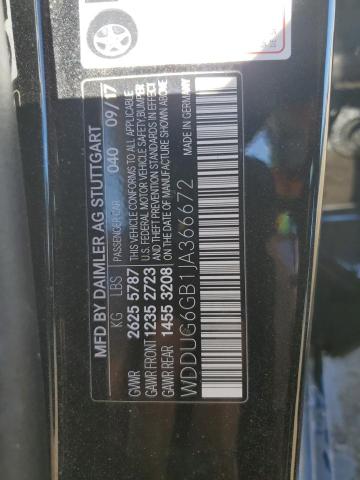 MFD BY DAIMLER AG STUTTGART
PASSENGER CAR 040 09/17
KG LBS
GVWR 2625 5787
GAWR FRONT 1235 2723
GAWR REAR 1455 3208
THIS VEHICLE CONFORMS TO ALL APPLICABLE
U.S. FEDERAL MOTOR VEHICLE SAFETY, BUMPER
AND THEFT PREVENTION STANDARDS IN EFFECT
ON THE DATE OF MANUFACTURE SHOWN ABOVE.
MADE IN GERMANY
WDDUG6GB1JA366672